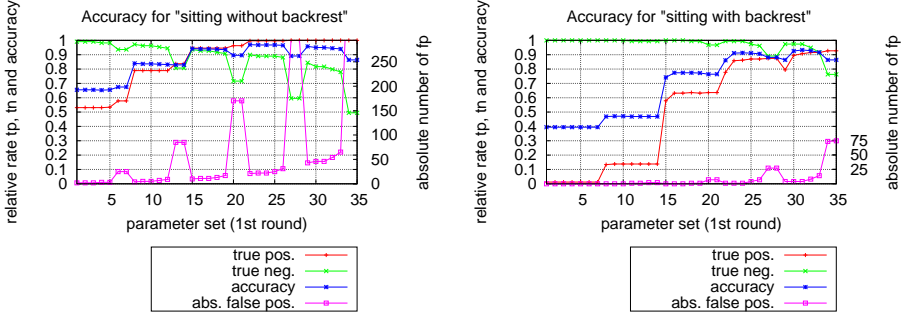 Accuracy for "sitting without backrest"
relative rate tp, tn and accuracy
1
0.9
0.8
0.7
0.6
0.5
0.4
0.3
0.2
0.1
0
250
200
150
100
50
0
absolute number of fp
5 10 15 20 25 30 35
parameter set (1st round)
true pos.
true neg.
accuracy
abs. false pos.
Accuracy for "sitting with backrest"
relative rate tp, tn and accuracy
1
0.9
0.8
0.7
0.6
0.5
0.4
0.3
0.2
0.1
0
75
50
25
absolute number of fp
5 10 15 20 25 30 35
parameter set (1st round)
true pos.
true neg.
accuracy
abs. false pos.